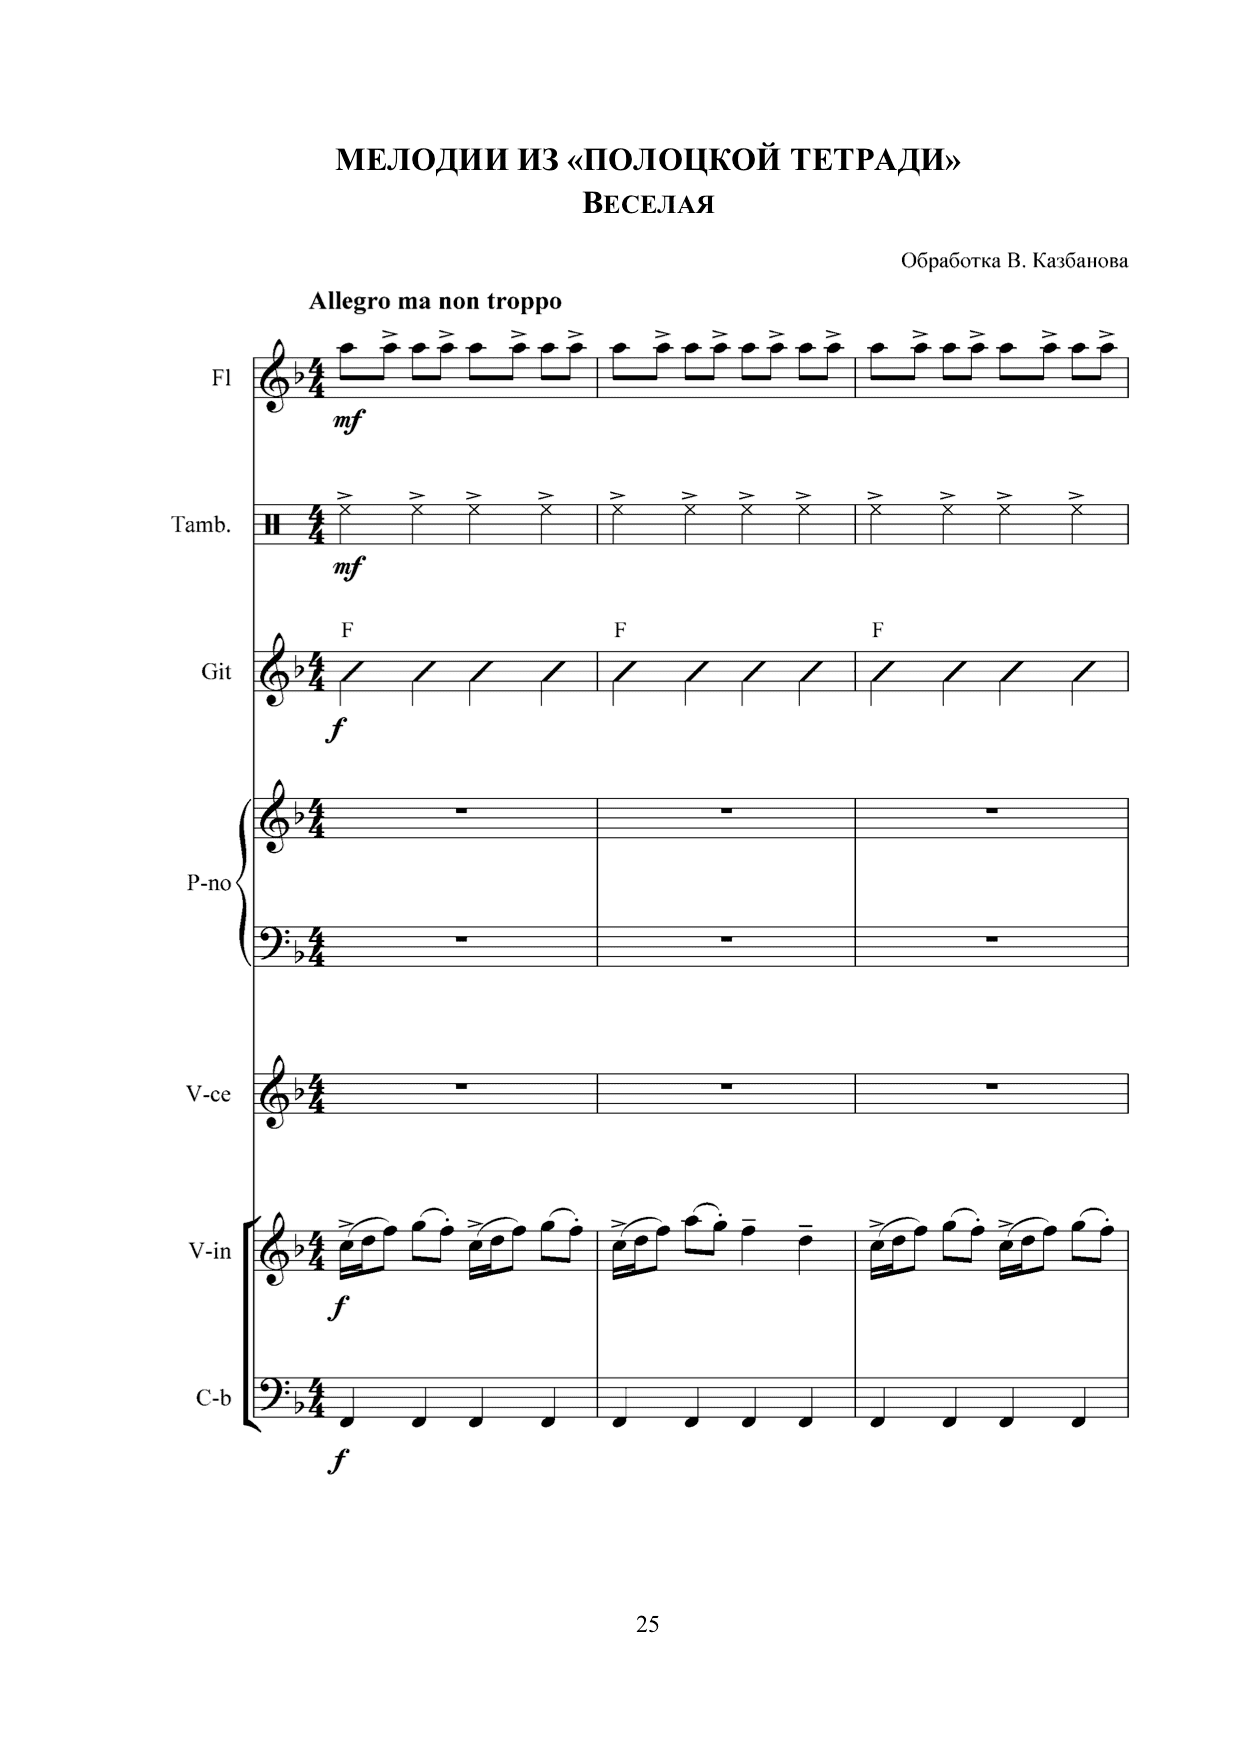 МЕЛОДИИ ИЗ «ПОЛОЦКОЙ ТЕТРАДИ»
ВЕСЕЛАЯ
Обработка В. Казбанова
Allegro ma non troppo
Fl
mf
Tamb.
mf
F F F
Git
f
P-no
V-ce
V-in
f
C-b
f
25